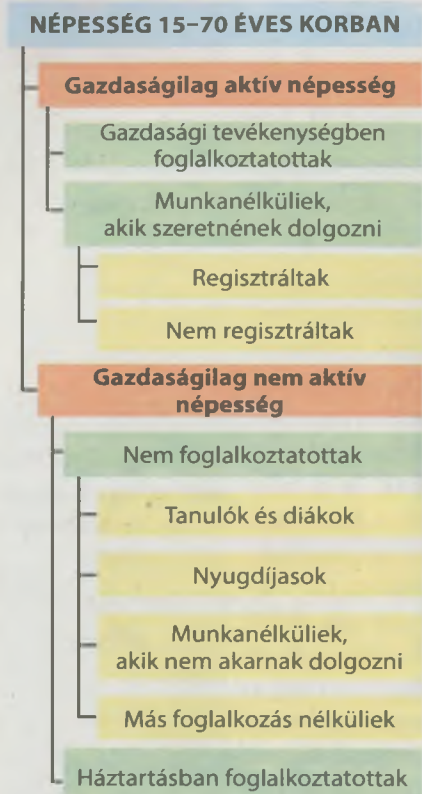 NÉPESSÉG 15–70 ÉVES KORBAN
Gazdaságilag aktív népesség
Gazdasági tevékenységben
foglalkoztatottak
Munkanélküliek,
akik szeretnének dolgozni
Regisztráltak
Nem regisztráltak
Gazdaságilag nem aktív
népesség
Nem foglalkoztatottak
Tanulók és diákok
Nyugdíjasok
Munkanélküliek,
akik nem akarnak dolgozni
Más foglalkozás nélküliek
Háztartásban foglalkoztatottak